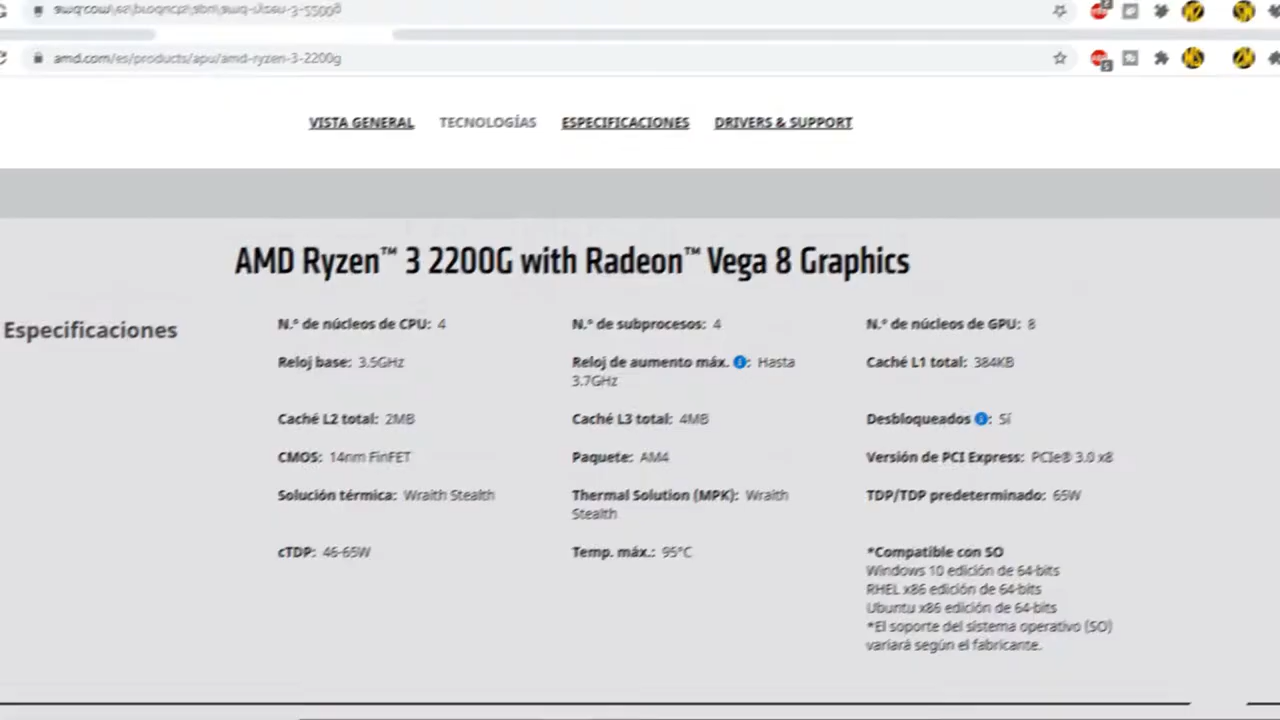 amd.com/es/products/apu/amd-ryzen-3-2200g
VISTA GENERAL TECNOLOGÍAS ESPECIFICACIONES DRIVERS & SUPPORT
AMD Ryzen™ 3 2200G with Radeon™ Vega 8 Graphics
Especificaciones
N.º de núcleos de CPU: 4
N.º de subprocesos: 4
N.º de núcleos de GPU: 8
Reloj base: 3.5GHz
Reloj de aumento máx. : Hasta
3.7GHz
Caché L1 total: 384KB
Caché L2 total: 2MB
Caché L3 total: 4MB
Desbloqueados : Sí
CMOS: 14nm FinFET
Paquete: AM4
Versión de PCI Express: PCIe® 3.0 x8
Solución térmica: Wraith Stealth
Thermal Solution (MPK): Wraith
Stealth
TDP/TDP predeterminado: 65W
cTDP: 46-65W
Temp. máx.: 95°C
*Compatible con SO
Windows 10 edición de 64-bits
RHEL x86 edición de 64-bits
Ubuntu x86 edición de 64-bits
*El soporte del sistema operativo (SO)
variará según el fabricante.